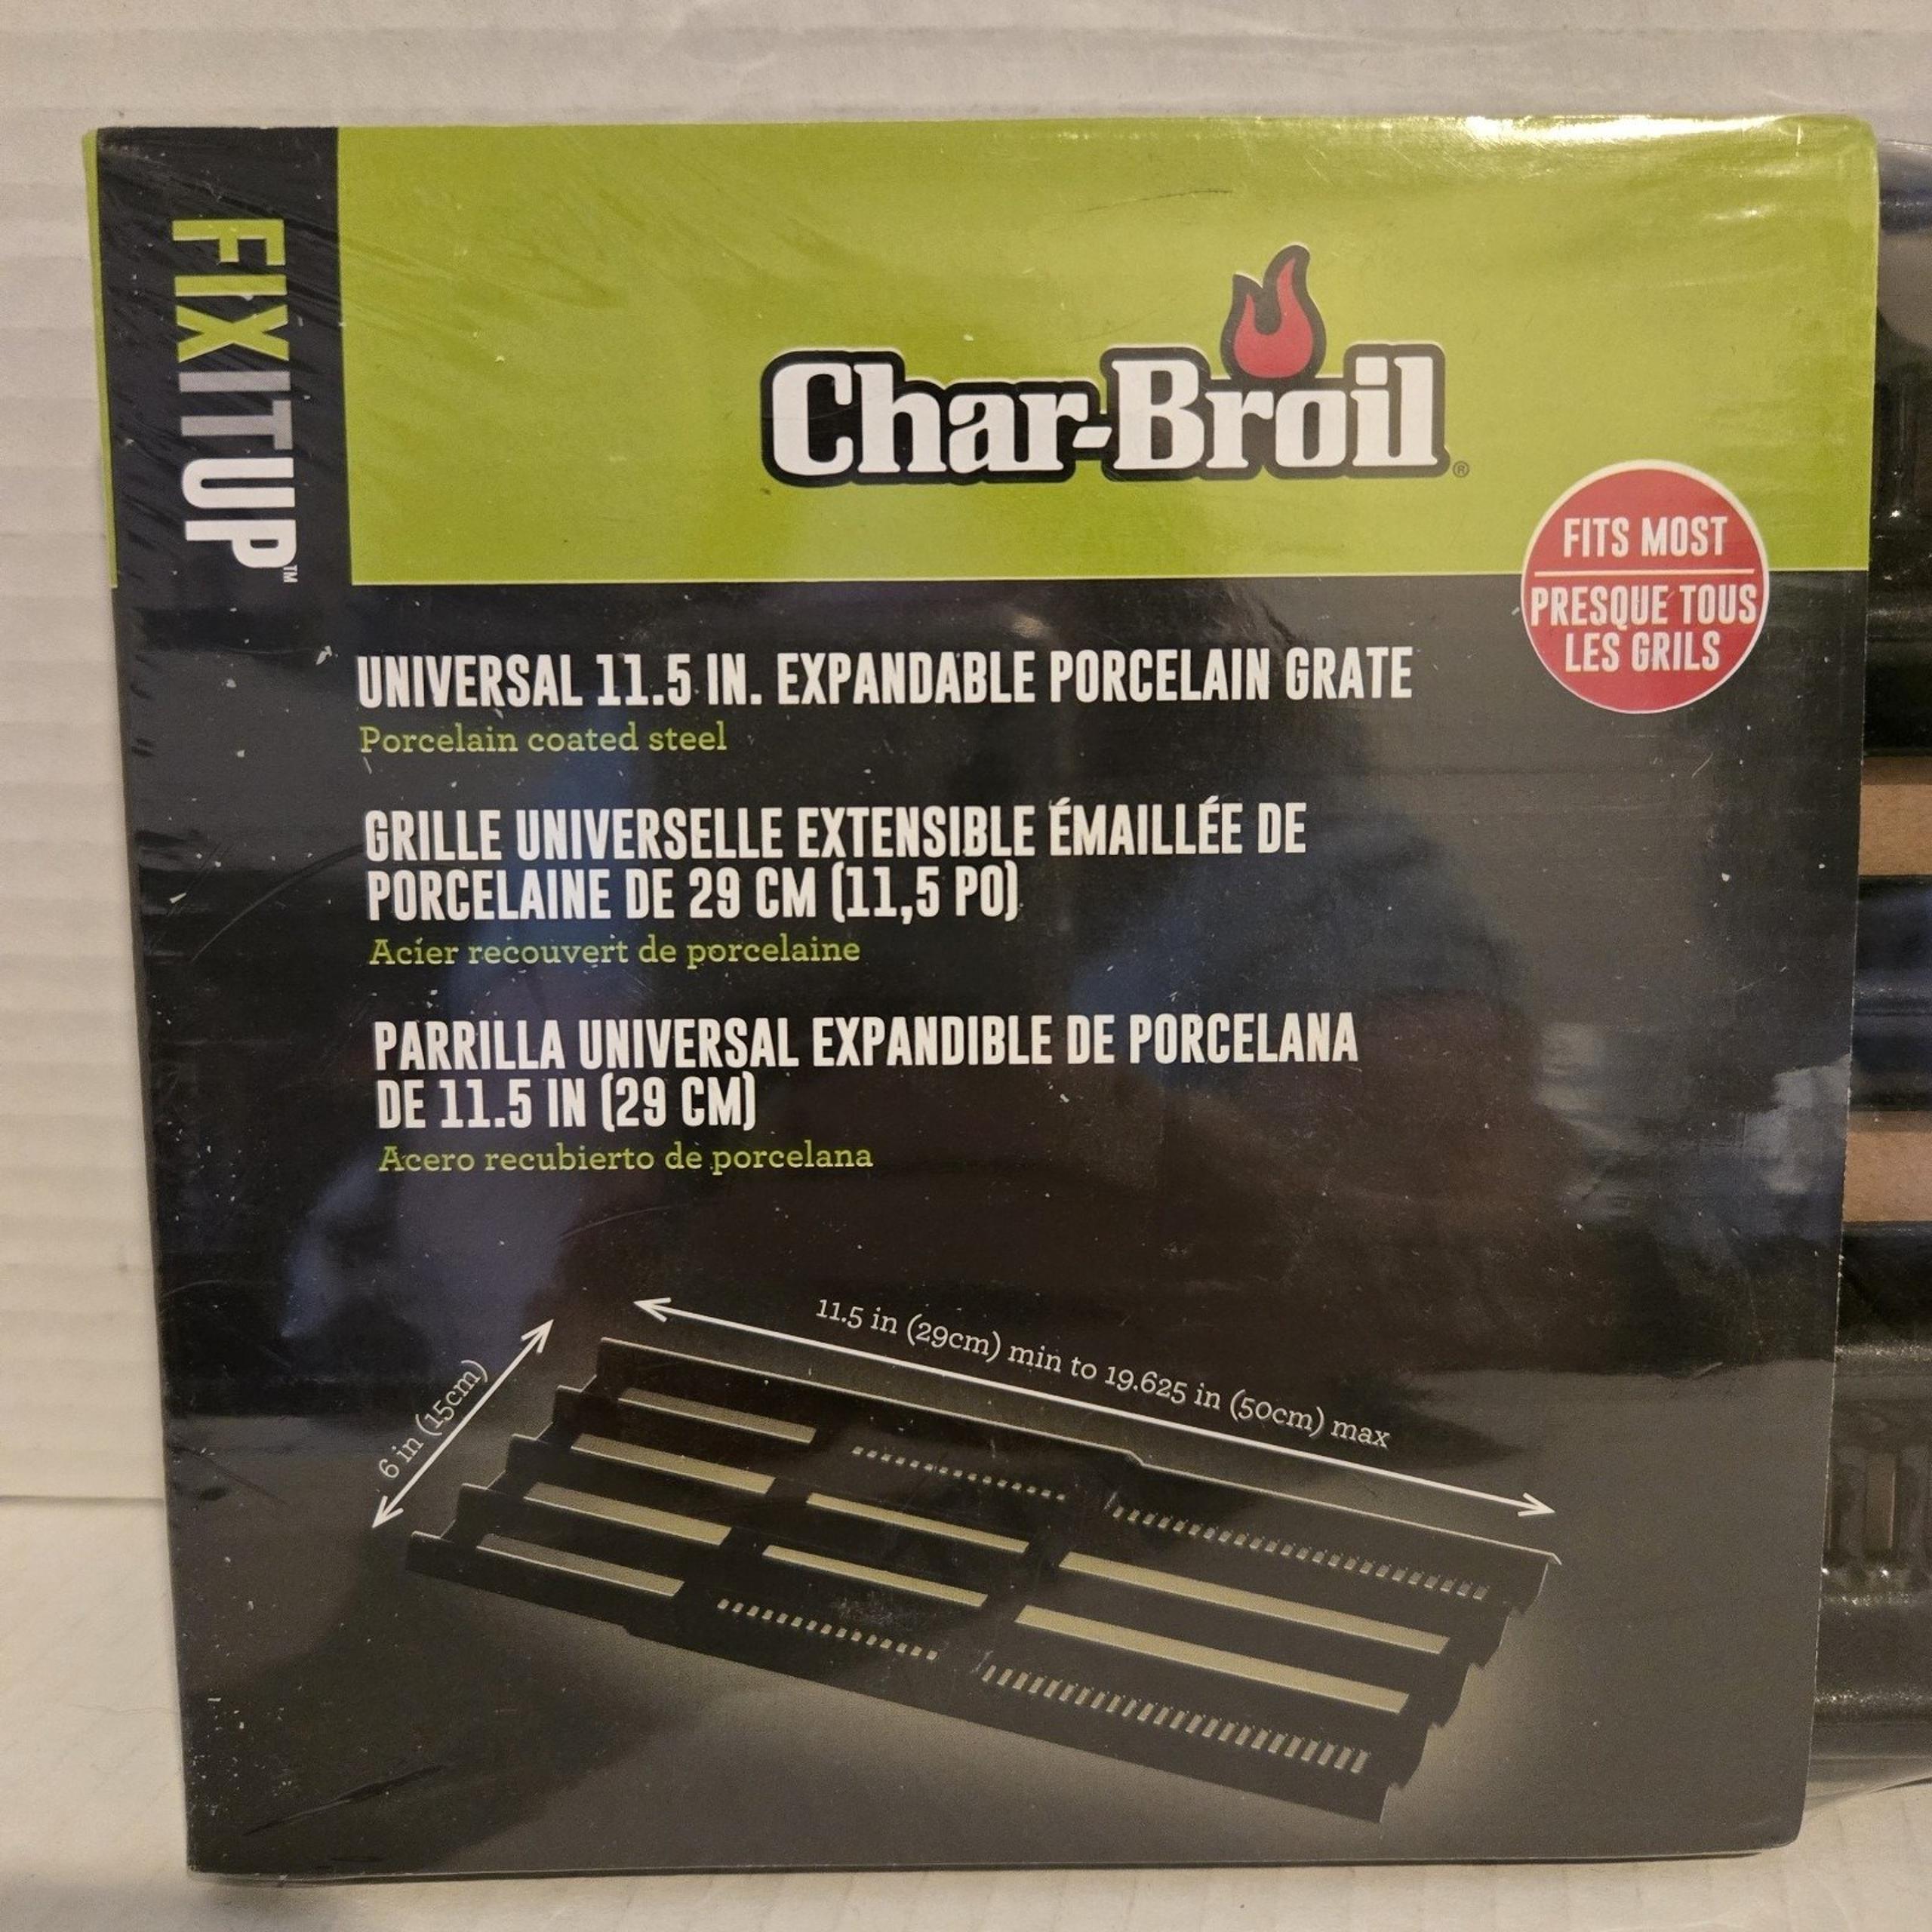 FIXITUP™
Char-Broil®
FITS MOST
PRESQUE TOUS
LES GRILS
UNIVERSAL 11.5 IN. EXPANDABLE PORCELAIN GRATE
Porcelain coated steel
GRILLE UNIVERSELLE EXTENSIBLE ÉMAILLÉE DE
PORCELAINE DE 29 CM (11,5 PO)
Acier recouvert de porcelaine
PARRILLA UNIVERSAL EXPANDIBLE DE PORCELANA
DE 11.5 IN (29 CM)
Acero recubierto de porcelana
11.5 in (29cm) min to 19.625 in (50cm) max
6 in (15cm)